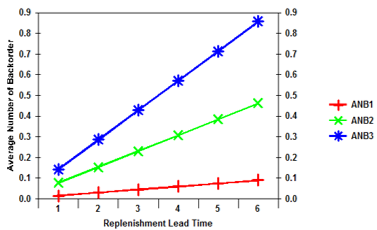 0.9 0.9
0.8 0.8
0.7 0.7
0.6 0.6
0.5 0.5
0.4 0.4
0.3 0.3
0.2 0.2
0.1 0.1
0.0 0.0
Average Number of Backorder
1 2 3 4 5 6
Replenishment Lead Time
ANB1
ANB2
ANB3